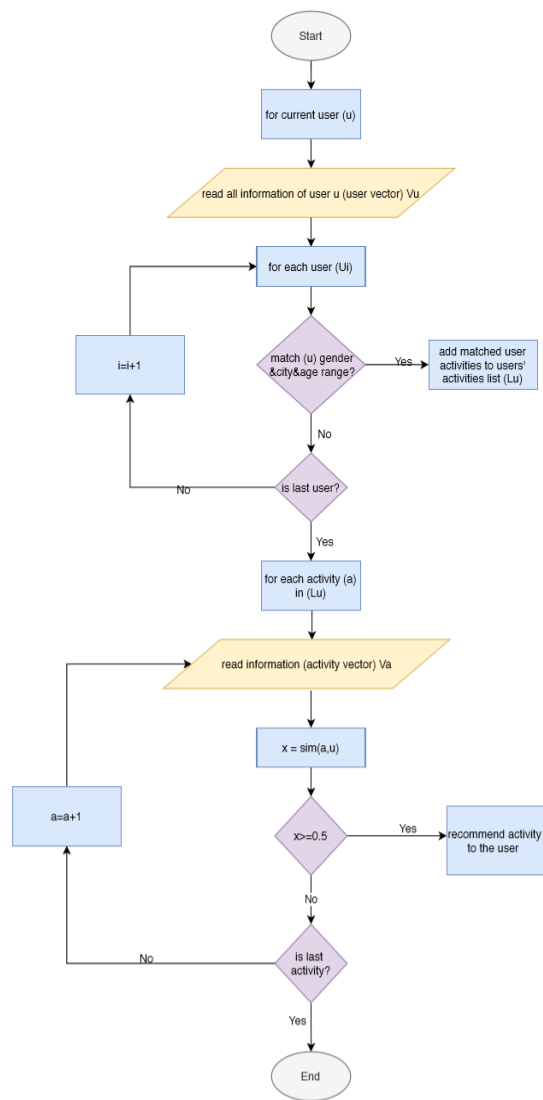 Start
for current user (u)
read all information of user u (user vector) Vu
for each user (Ui)
i=i+1
match (u) gender
&city&age range?
Yes
add matched user
activities to users'
activities list (Lu)
No
is last user?
No
Yes
for each activity (a)
in (Lu)
read information (activity vector) Va
x = sim(a,u)
a=a+1
x>=0.5
Yes
recommend activity
to the user
No
is last
activity?
No
Yes
End